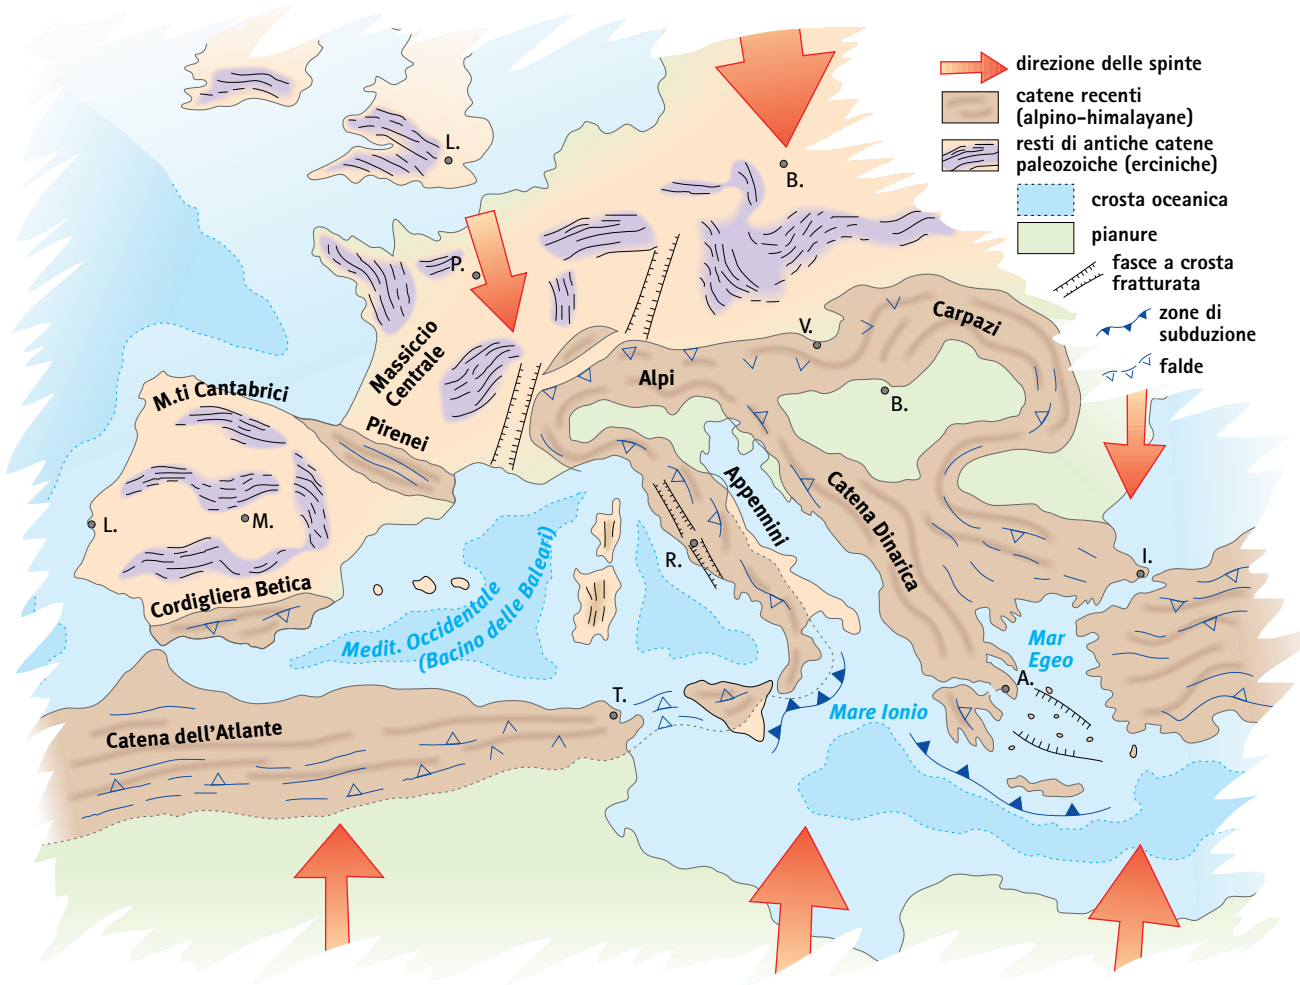 direzione delle spinte
catene recenti
(alpino-himalayane)
resti di antiche catene
paleozoiche (erciniche)
crosta oceanica
pianure
fasce a crosta
fratturata
zone di
subduzione
falde
L.
B.
P.
V.
Carpazi
Massiccio
Centrale
Alpi
M.ti Cantabrici
B.
Pirenei
Appennini
Catena Dinarica
L.
M.
R.
I.
Cordigliera Betica
Medit. Occidentale
(Bacino delle Baleari)
Mar
Egeo
A.
T.
Mare Ionio
Catena dell'Atlante